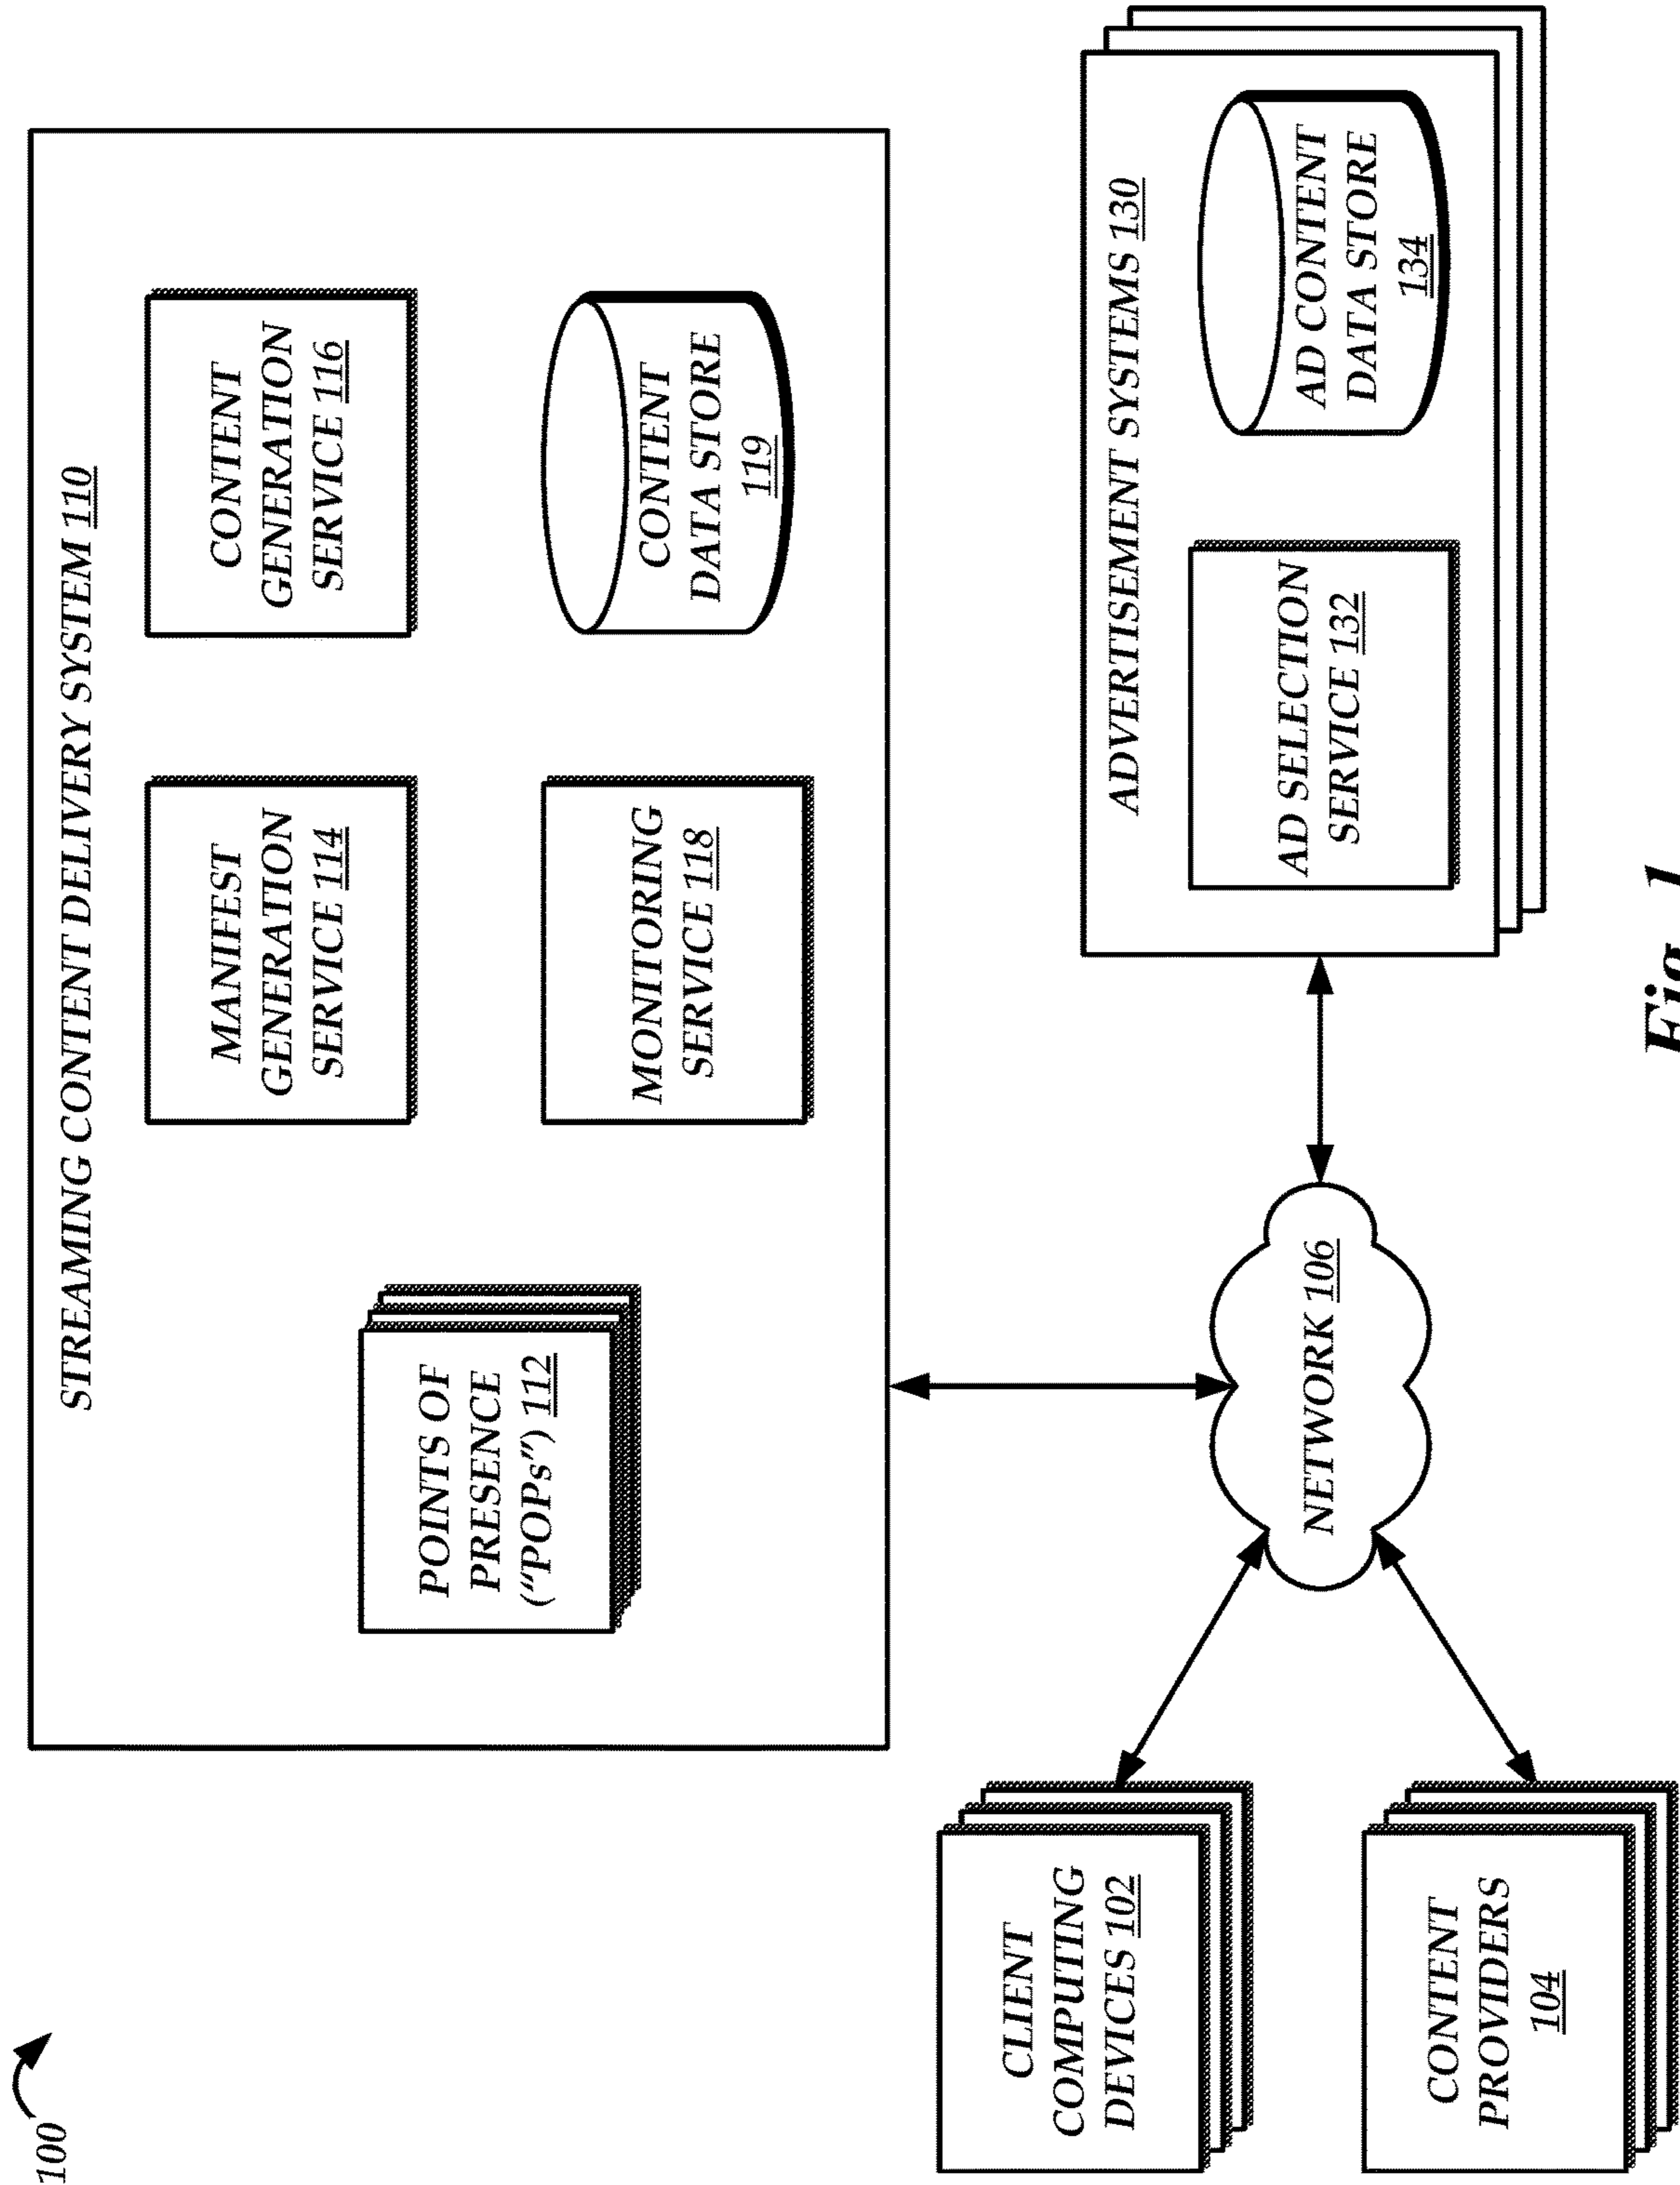 100
STREAMING CONTENT DELIVERY SYSTEM 110
POINTS OF
PRESENCE
("POPs") 112
MANIFEST
GENERATION
SERVICE 114
CONTENT
GENERATION
SERVICE 116
MONITORING
SERVICE 118
CONTENT
DATA STORE
119
CLIENT
COMPUTING
DEVICES 102
CONTENT
PROVIDERS
104
NETWORK 106
ADVERTISEMENT SYSTEMS 130
AD SELECTION
SERVICE 132
AD CONTENT
DATA STORE
134
Fig. 1